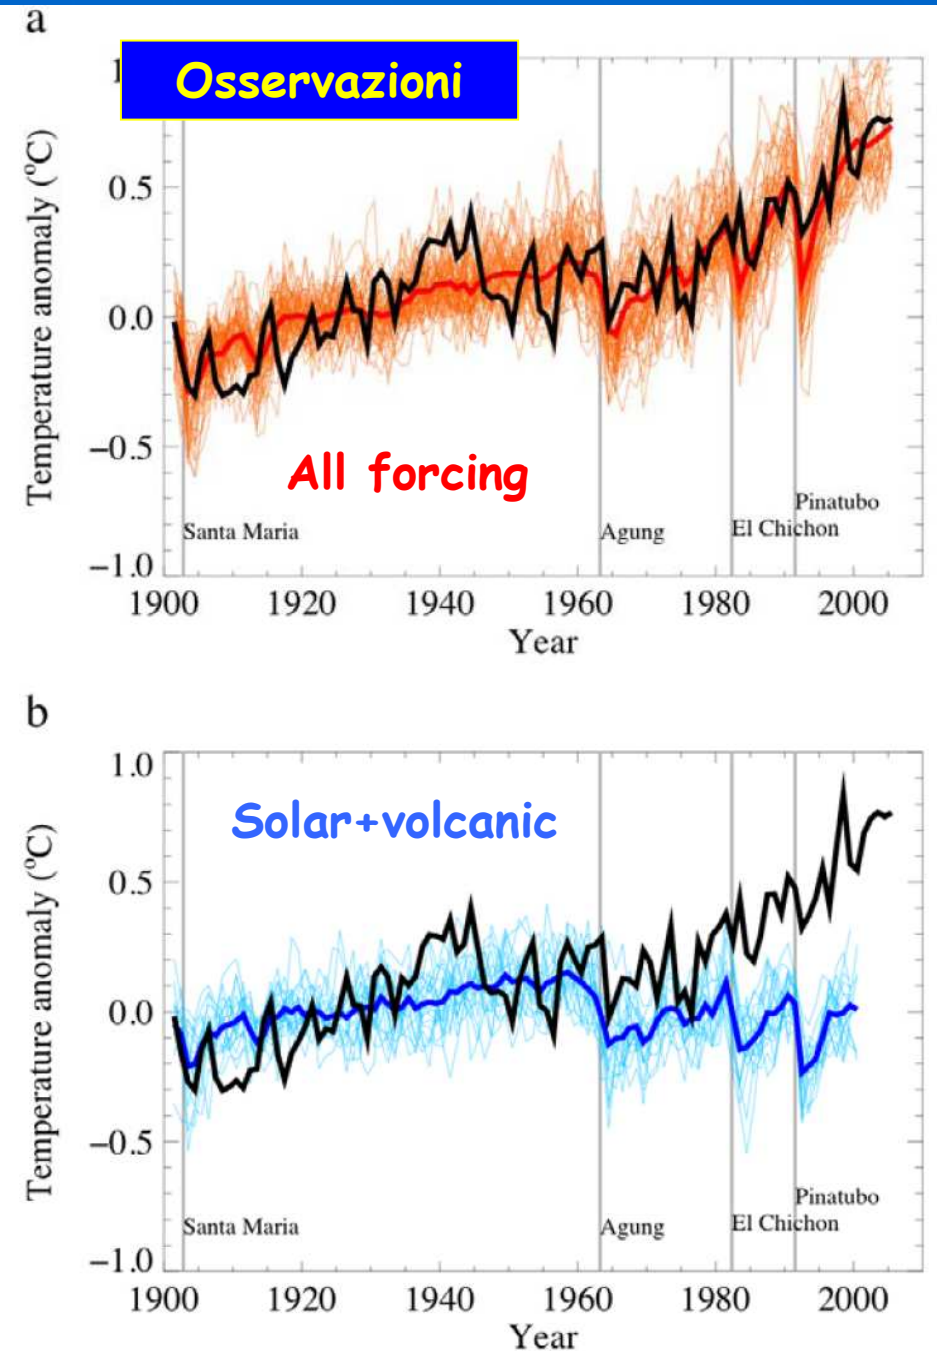 a
Osservazioni
0.5
0.0
−0.5
−1.0
Temperature anomaly (ºC)
All forcing
Santa Maria
Agung
El Chichon
Pinatubo
1900 1920 1940 1960 1980 2000
Year
b
1.0
0.5
0.0
−0.5
−1.0
Temperature anomaly (ºC)
Solar+volcanic
Santa Maria
Agung
El Chichon
Pinatubo
1900 1920 1940 1960 1980 2000
Year